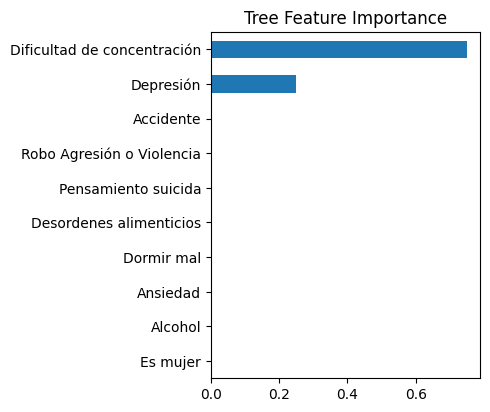 Tree Feature Importance
Dificultad de concentración
Depresión
Accidente
Robo Agresión o Violencia
Pensamiento suicida
Desordenes alimenticios
Dormir mal
Ansiedad
Alcohol
Es mujer
0.0 0.2 0.4 0.6